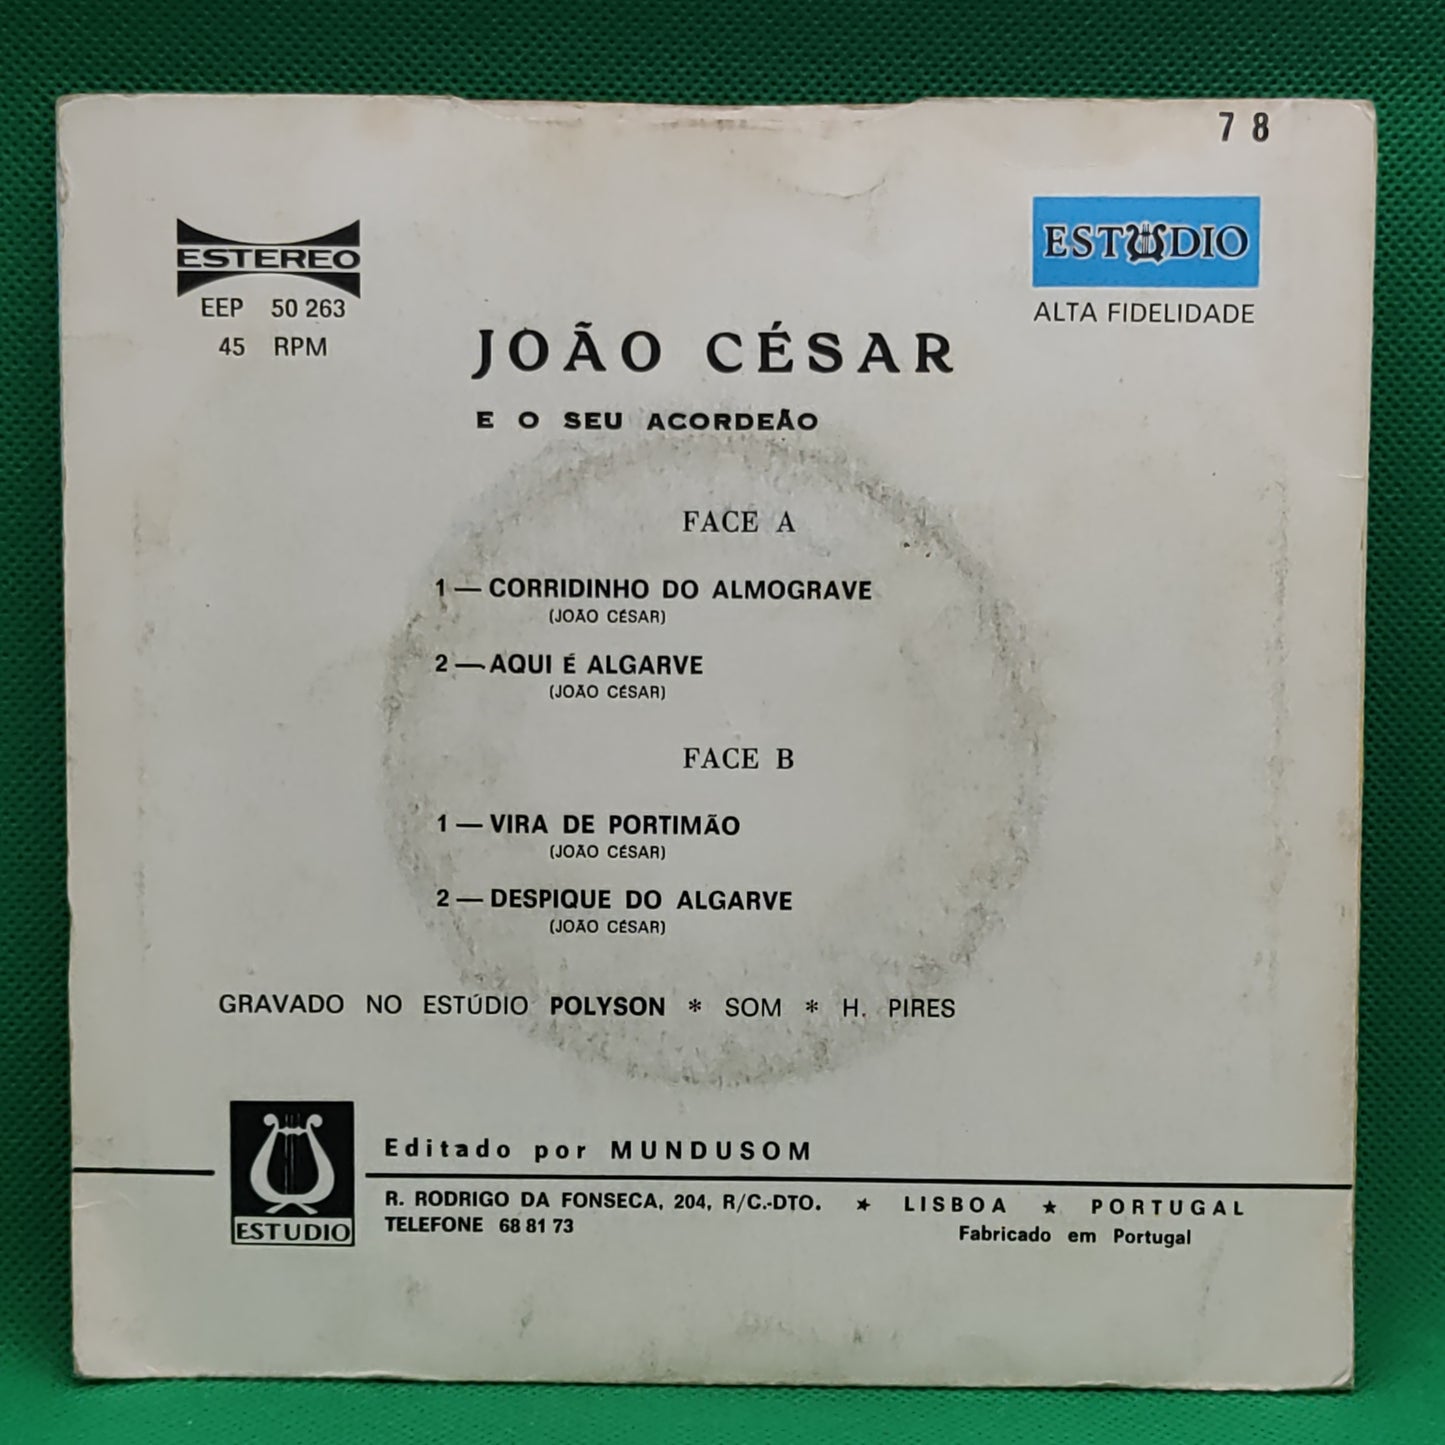 7 8
ESTEREO
EEP 50 263
45 RPM
ESTUDIO
ALTA FIDELIDADE
JOÃO CÉSAR
E O SEU ACORDEÃO
FACE A
1 — CORRIDINHO DO ALMOGRAVE
(JOÃO CÉSAR)
2 — AQUI É ALGARVE
(JOÃO CÉSAR)
FACE B
1 — VIRA DE PORTIMÃO
(JOÃO CÉSAR)
2 — DESPIQUE DO ALGARVE
(JOÃO CÉSAR)
GRAVADO NO ESTÚDIO POLYSON * SOM * H. PIRES
ESTUDIO
Editado por MUNDUSOM
R. RODRIGO DA FONSECA, 204, R/C.-DTO. ★ LISBOA ★ PORTUGAL
TELEFONE 68 81 73
Fabricado em Portugal